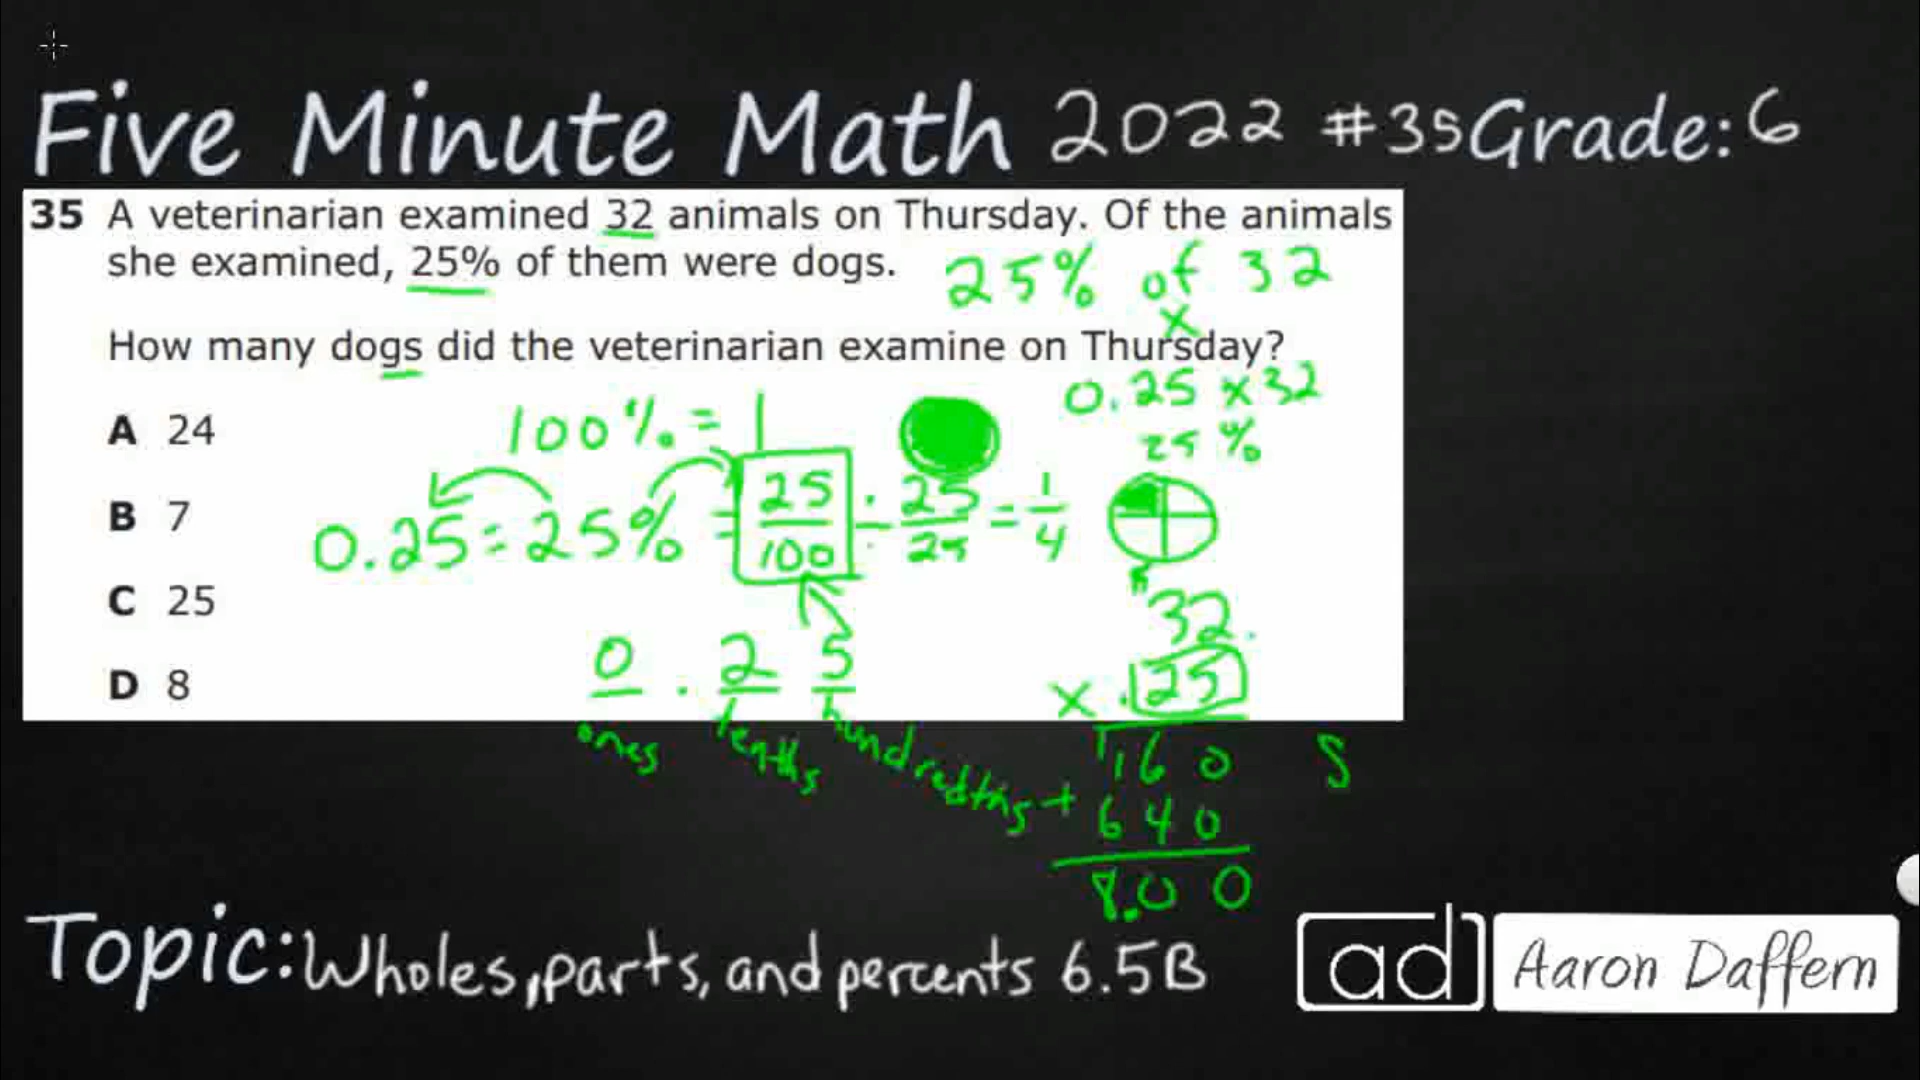 Five Minute Math 2022 #35 Grade: 6
35 A veterinarian examined 32 animals on Thursday. Of the animals
she examined, 25% of them were dogs.
25% of 32
x
How many dogs did the veterinarian examine on Thursday?
0.25 x 32
A 24
100% = 1
25%
B 7
0.25 = 25% = 25/100 ÷ 25/25 = 1/4
C 25
32.
D 8
0 . 2 5
x .25
ones tenths hundredths
160 5
+ 640
8.00
Topic: Wholes, parts, and percents 6.5B
ad Aaron Daffern